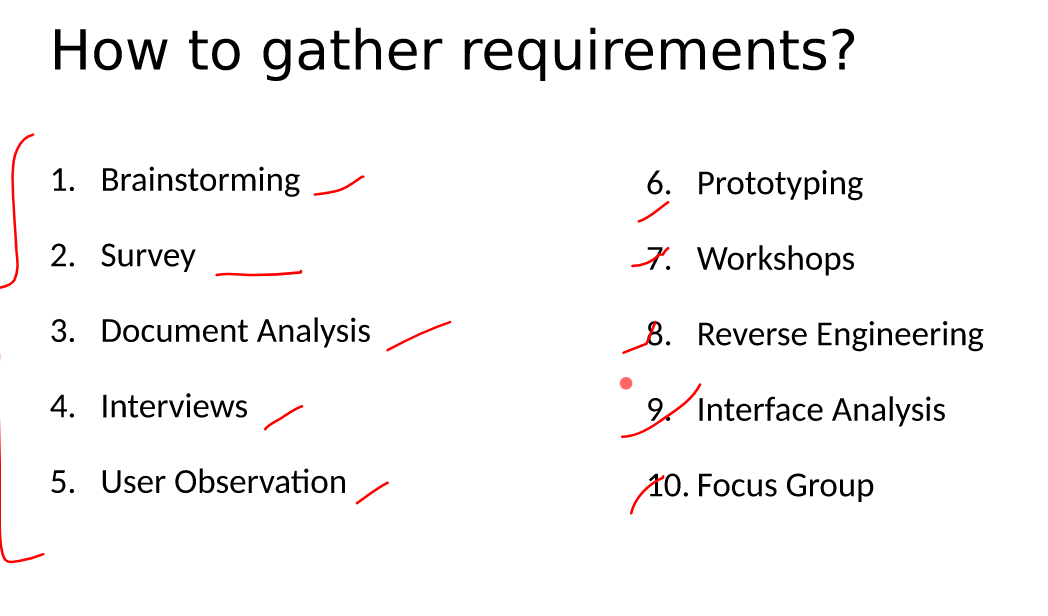 How to gather requirements?
1. Brainstorming
2. Survey
3. Document Analysis
4. Interviews
5. User Observation
6. Prototyping
7. Workshops
8. Reverse Engineering
9. Interface Analysis
10. Focus Group